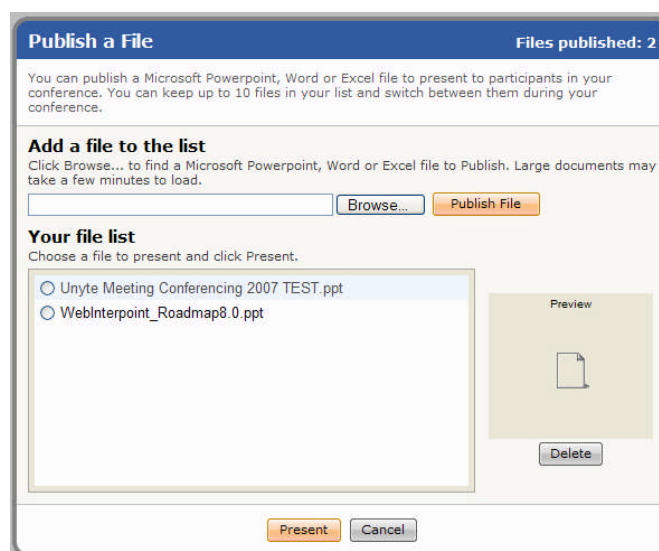 Publish a File
Files published: 2
You can publish a Microsoft Powerpoint, Word or Excel file to present to participants in your
conference. You can keep up to 10 files in your list and switch between them during your
conference.
Add a file to the list
Click Browse... to find a Microsoft Powerpoint, Word or Excel file to Publish. Large documents may
take a few minutes to load.
Browse...
Publish File
Your file list
Choose a file to present and click Present.
Unyte Meeting Conferencing 2007 TEST.ppt
WebInterpoint_Roadmap8.0.ppt
Preview
Delete
Present
Cancel